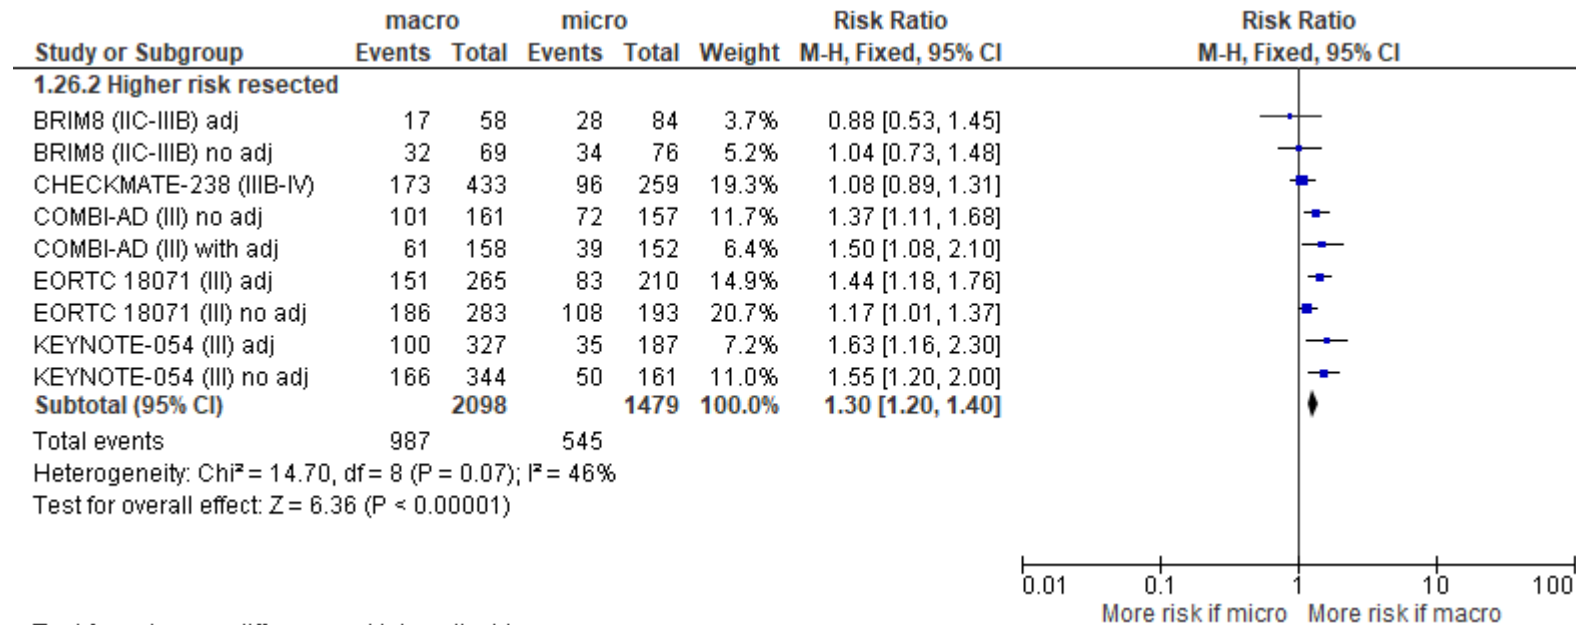 macro micro Risk Ratio Risk Ratio
Study or Subgroup Events Total Events Total Weight M-H, Fixed, 95% CI M-H, Fixed, 95% CI
1.26.2 Higher risk resected
BRIM8 (IIC-IIIB) adj 17 58 28 84 3.7% 0.88 [0.53, 1.45]
BRIM8 (IIC-IIIB) no adj 32 69 34 76 5.2% 1.04 [0.73, 1.48]
CHECKMATE-238 (IIIB-IV) 173 433 96 259 19.3% 1.08 [0.89, 1.31]
COMBI-AD (III) no adj 101 161 72 157 11.7% 1.37 [1.11, 1.68]
COMBI-AD (III) with adj 61 158 39 152 6.4% 1.50 [1.08, 2.10]
EORTC 18071 (III) adj 151 265 83 210 14.9% 1.44 [1.18, 1.76]
EORTC 18071 (III) no adj 186 283 108 193 20.7% 1.17 [1.01, 1.37]
KEYNOTE-054 (III) adj 100 327 35 187 7.2% 1.63 [1.16, 2.30]
KEYNOTE-054 (III) no adj 166 344 50 161 11.0% 1.55 [1.20, 2.00]
Subtotal (95% CI) 2098 1479 100.0% 1.30 [1.20, 1.40]
Total events 987 545
Heterogeneity: Chi² = 14.70, df = 8 (P = 0.07); I² = 46%
Test for overall effect: Z = 6.36 (P < 0.00001)
0.01 0.1 1 10 100
More risk if micro More risk if macro